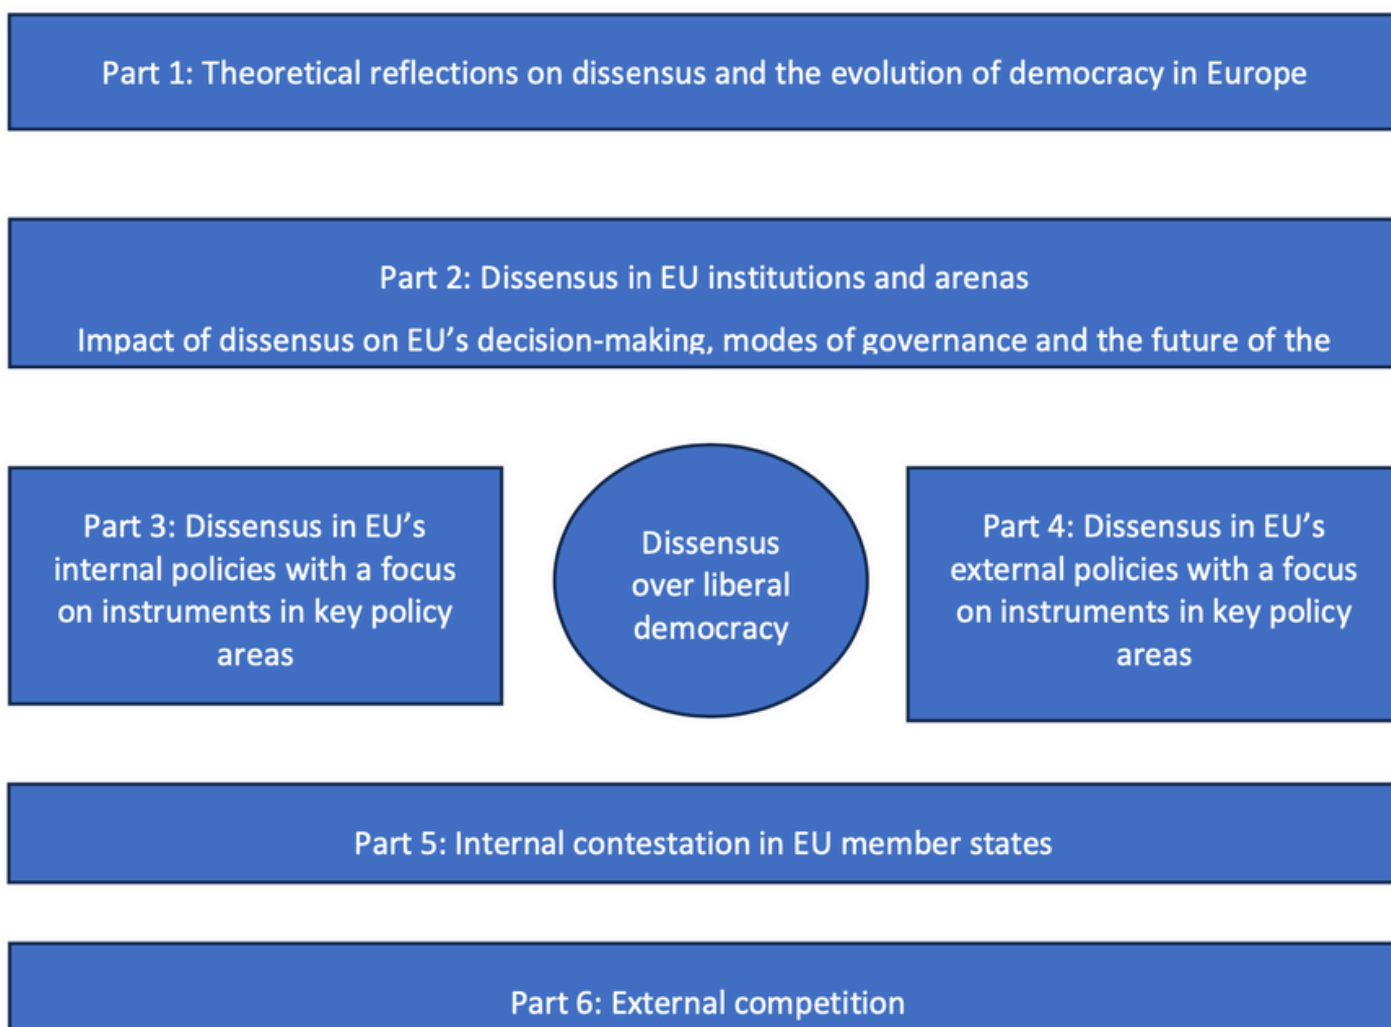 Part 1: Theoretical reflections on dissensus and the evolution of democracy in Europe
Part 2: Dissensus in EU institutions and arenas
Impact of dissensus on EU’s decision-making, modes of governance and the future of the
Part 3: Dissensus in EU’s
internal policies with a focus
on instruments in key policy
areas
Dissensus
over liberal
democracy
Part 4: Dissensus in EU’s
external policies with a focus
on instruments in key policy
areas
Part 5: Internal contestation in EU member states
Part 6: External competition